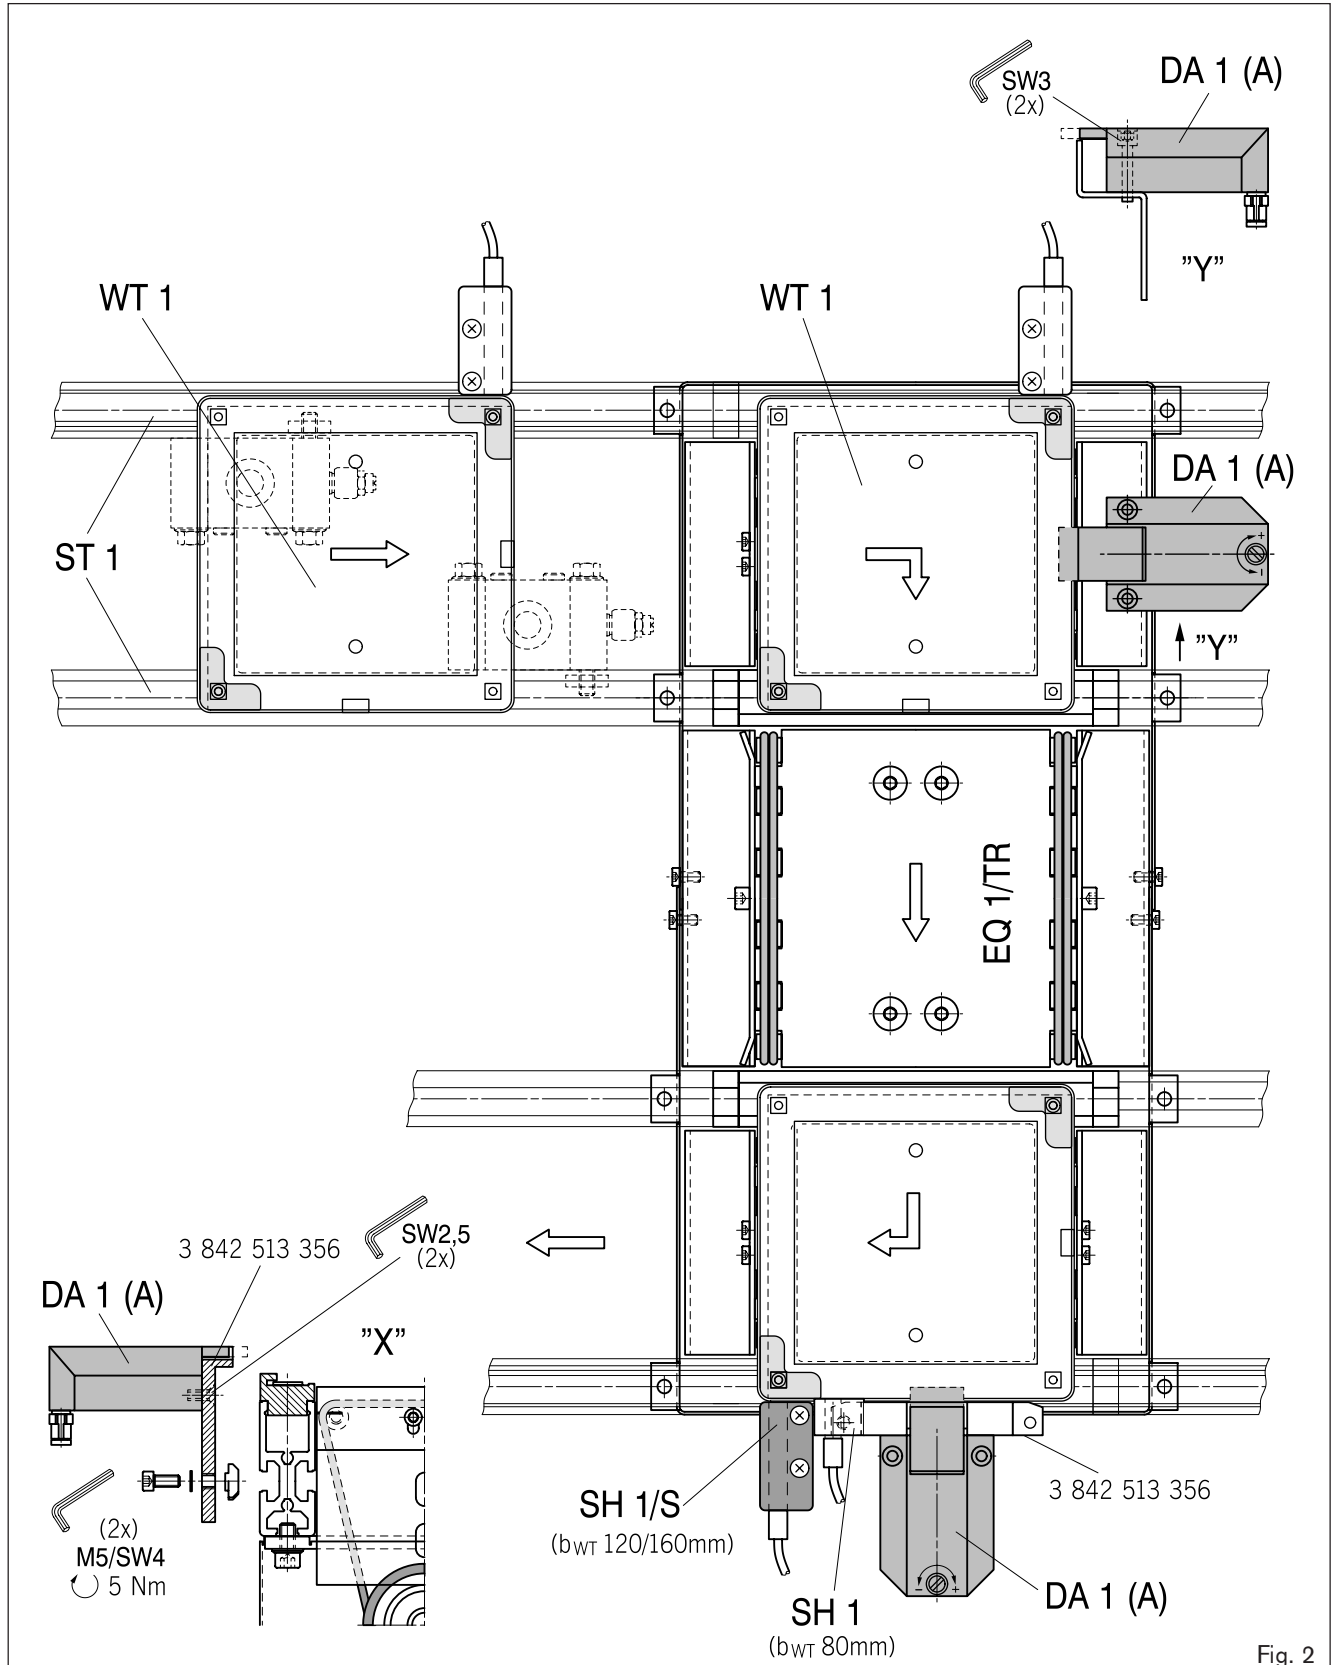 SW3
(2x)
DA 1 (A)
"Y"
WT 1
WT 1
DA 1 (A)
+
-
ST 1
"Y"
EQ 1/TR
3 842 513 356
SW2,5
(2x)
DA 1 (A)
"X"
(2x)
M5/SW4
5 Nm
SH 1/S
(bWT 120/160mm)
3 842 513 356
- +
DA 1 (A)
SH 1
(bWT 80mm)
Fig. 2